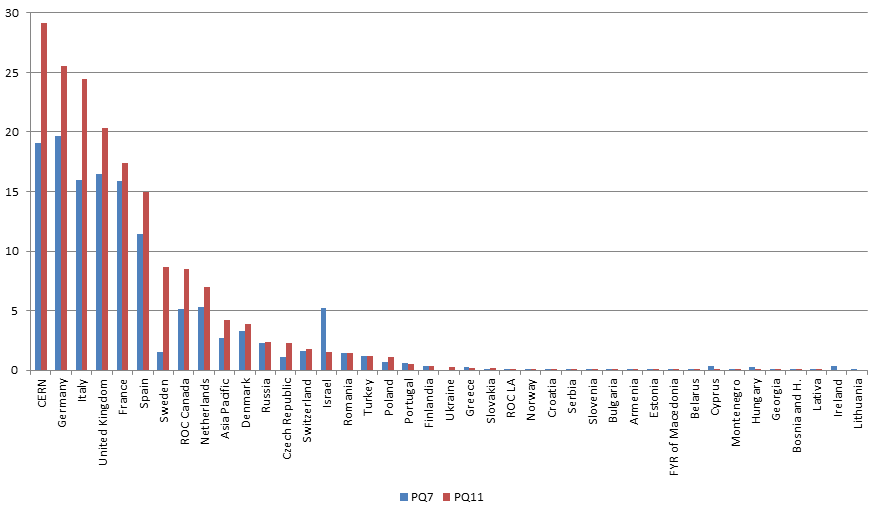 30
25
20
15
10
5
0
CERN
Germany
Italy
United Kingdom
France
Spain
Sweden
ROC Canada
Netherlands
Asia Pacific
Denmark
Russia
Czech Republic
Switzerland
Israel
Romania
Turkey
Poland
Portugal
Finlandia
Ukraine
Greece
Slovakia
ROC LA
Norway
Croatia
Serbia
Slovenia
Bulgaria
Armenia
Estonia
FYR of Macedonia
Belarus
Cyprus
Montenegro
Hungary
Georgia
Bosnia and H.
Lativa
Ireland
Lithuania
PQ7 PQ11